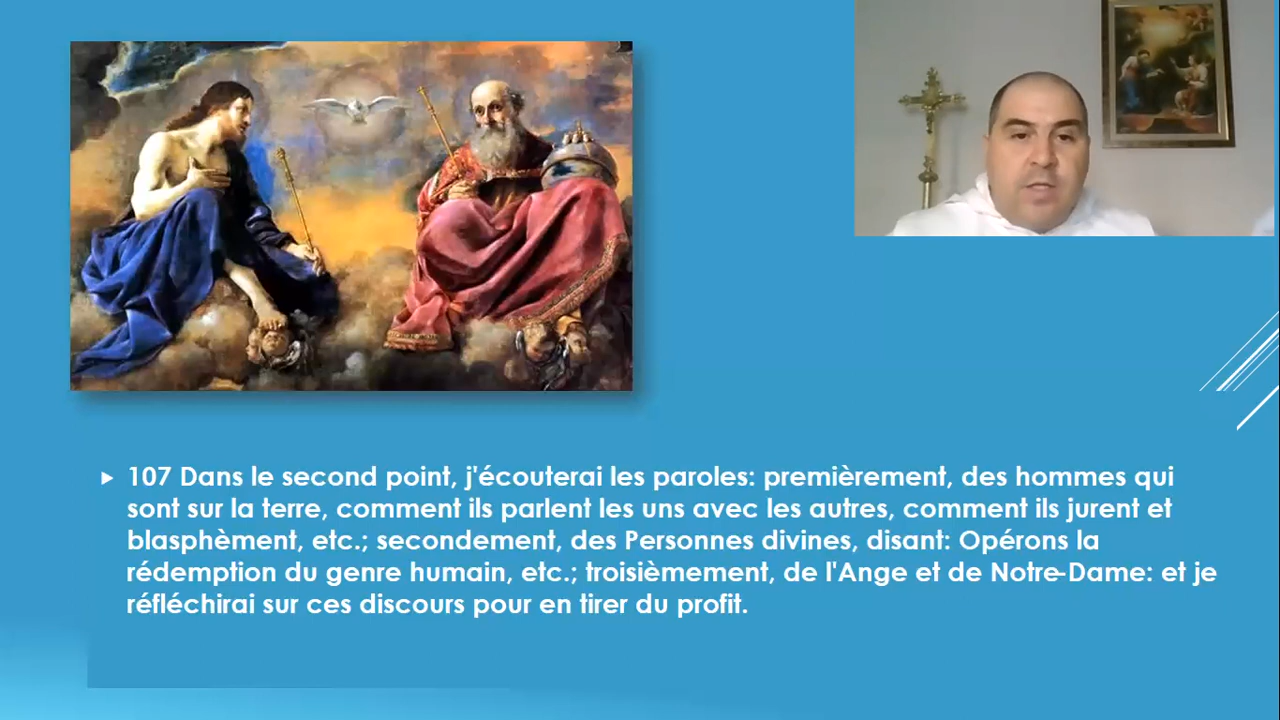 107 Dans le second point, j'écouterai les paroles: premièrement, des hommes qui
sont sur la terre, comment ils parlent les uns avec les autres, comment ils jurent et
blasphèment, etc.; secondement, des Personnes divines, disant: Opérons la
rédemption du genre humain, etc.; troisièmement, de l'Ange et de Notre-Dame: et je
réfléchirai sur ces discours pour en tirer du profit.